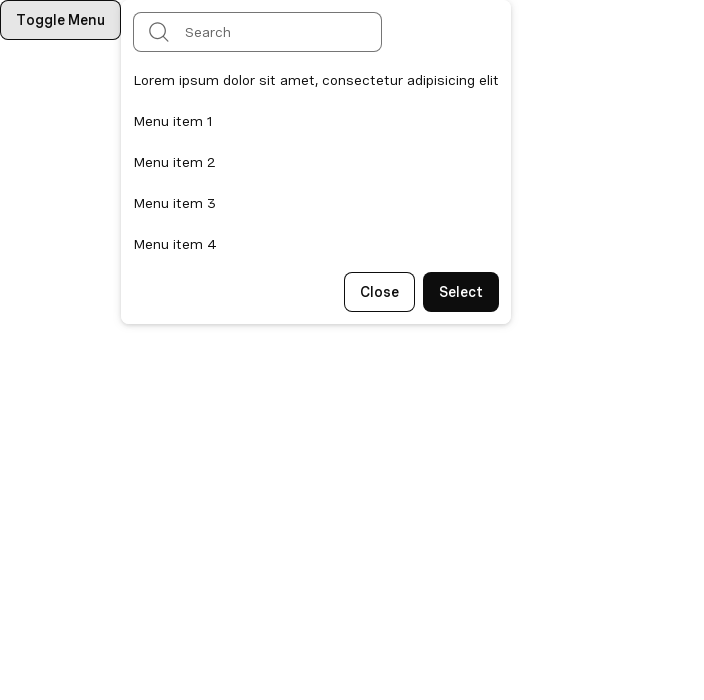 Toggle Menu
Search
Lorem ipsum dolor sit amet, consectetur adipisicing elit
Menu item 1
Menu item 2
Menu item 3
Menu item 4
Close
Select